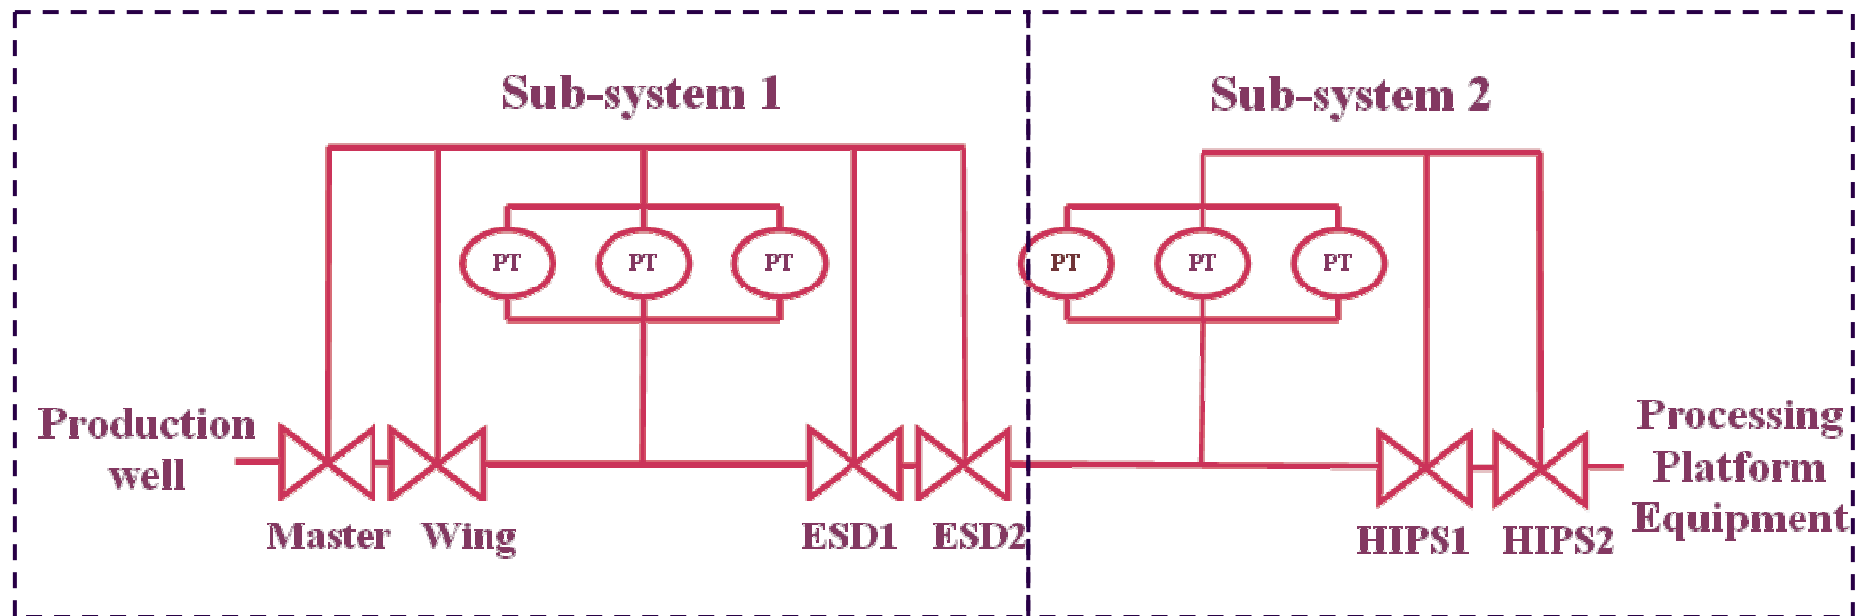 Sub-system 1
Sub-system 2
PT
PT
PT
PT
PT
PT
Production
well
Processing
Platform
Equipment
Master
Wing
ESD1
ESD2
HIPS1
HIPS2